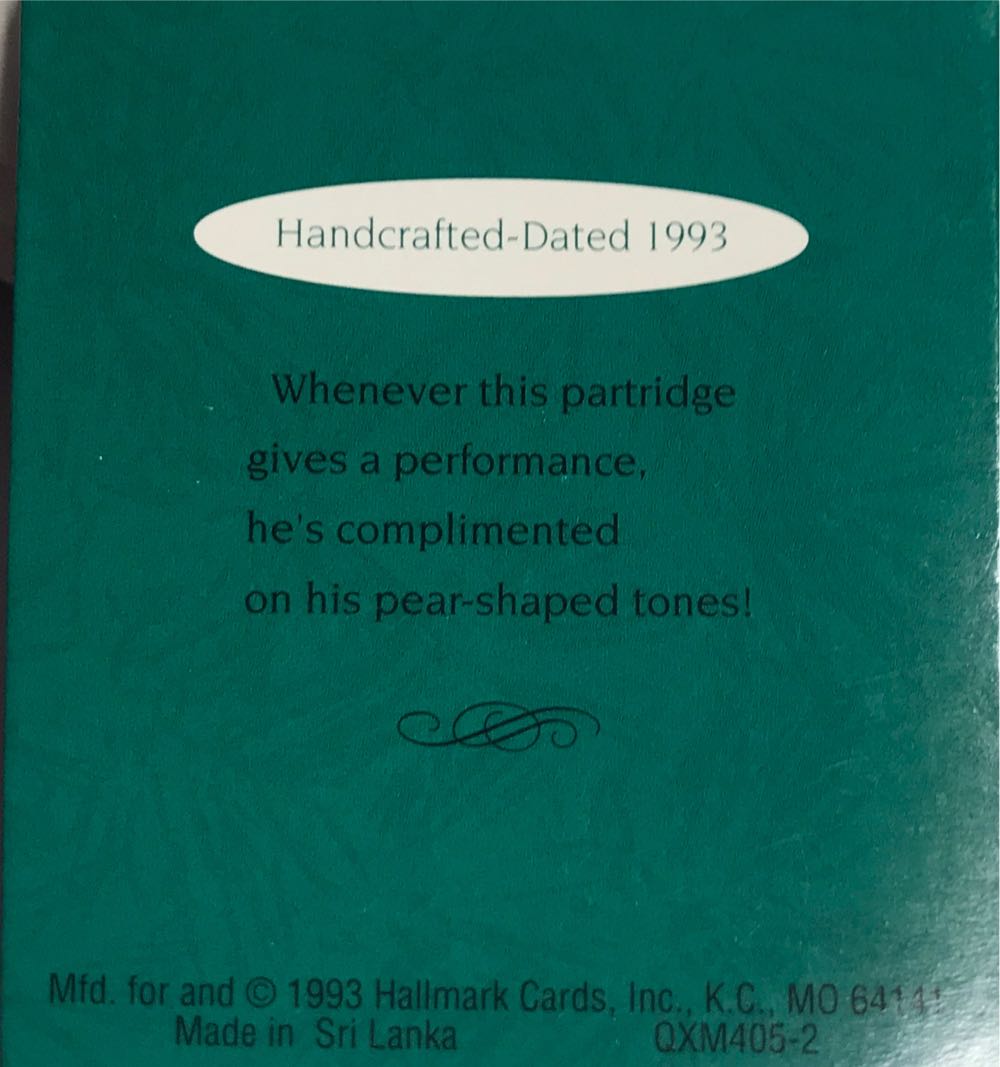 Handcrafted-Dated 1993
Whenever this partridge
gives a performance,
he's complimented
on his pear-shaped tones!
Mfd. for and © 1993 Hallmark Cards, Inc., K.C., MO 64141
Made in Sri Lanka QXM405-2